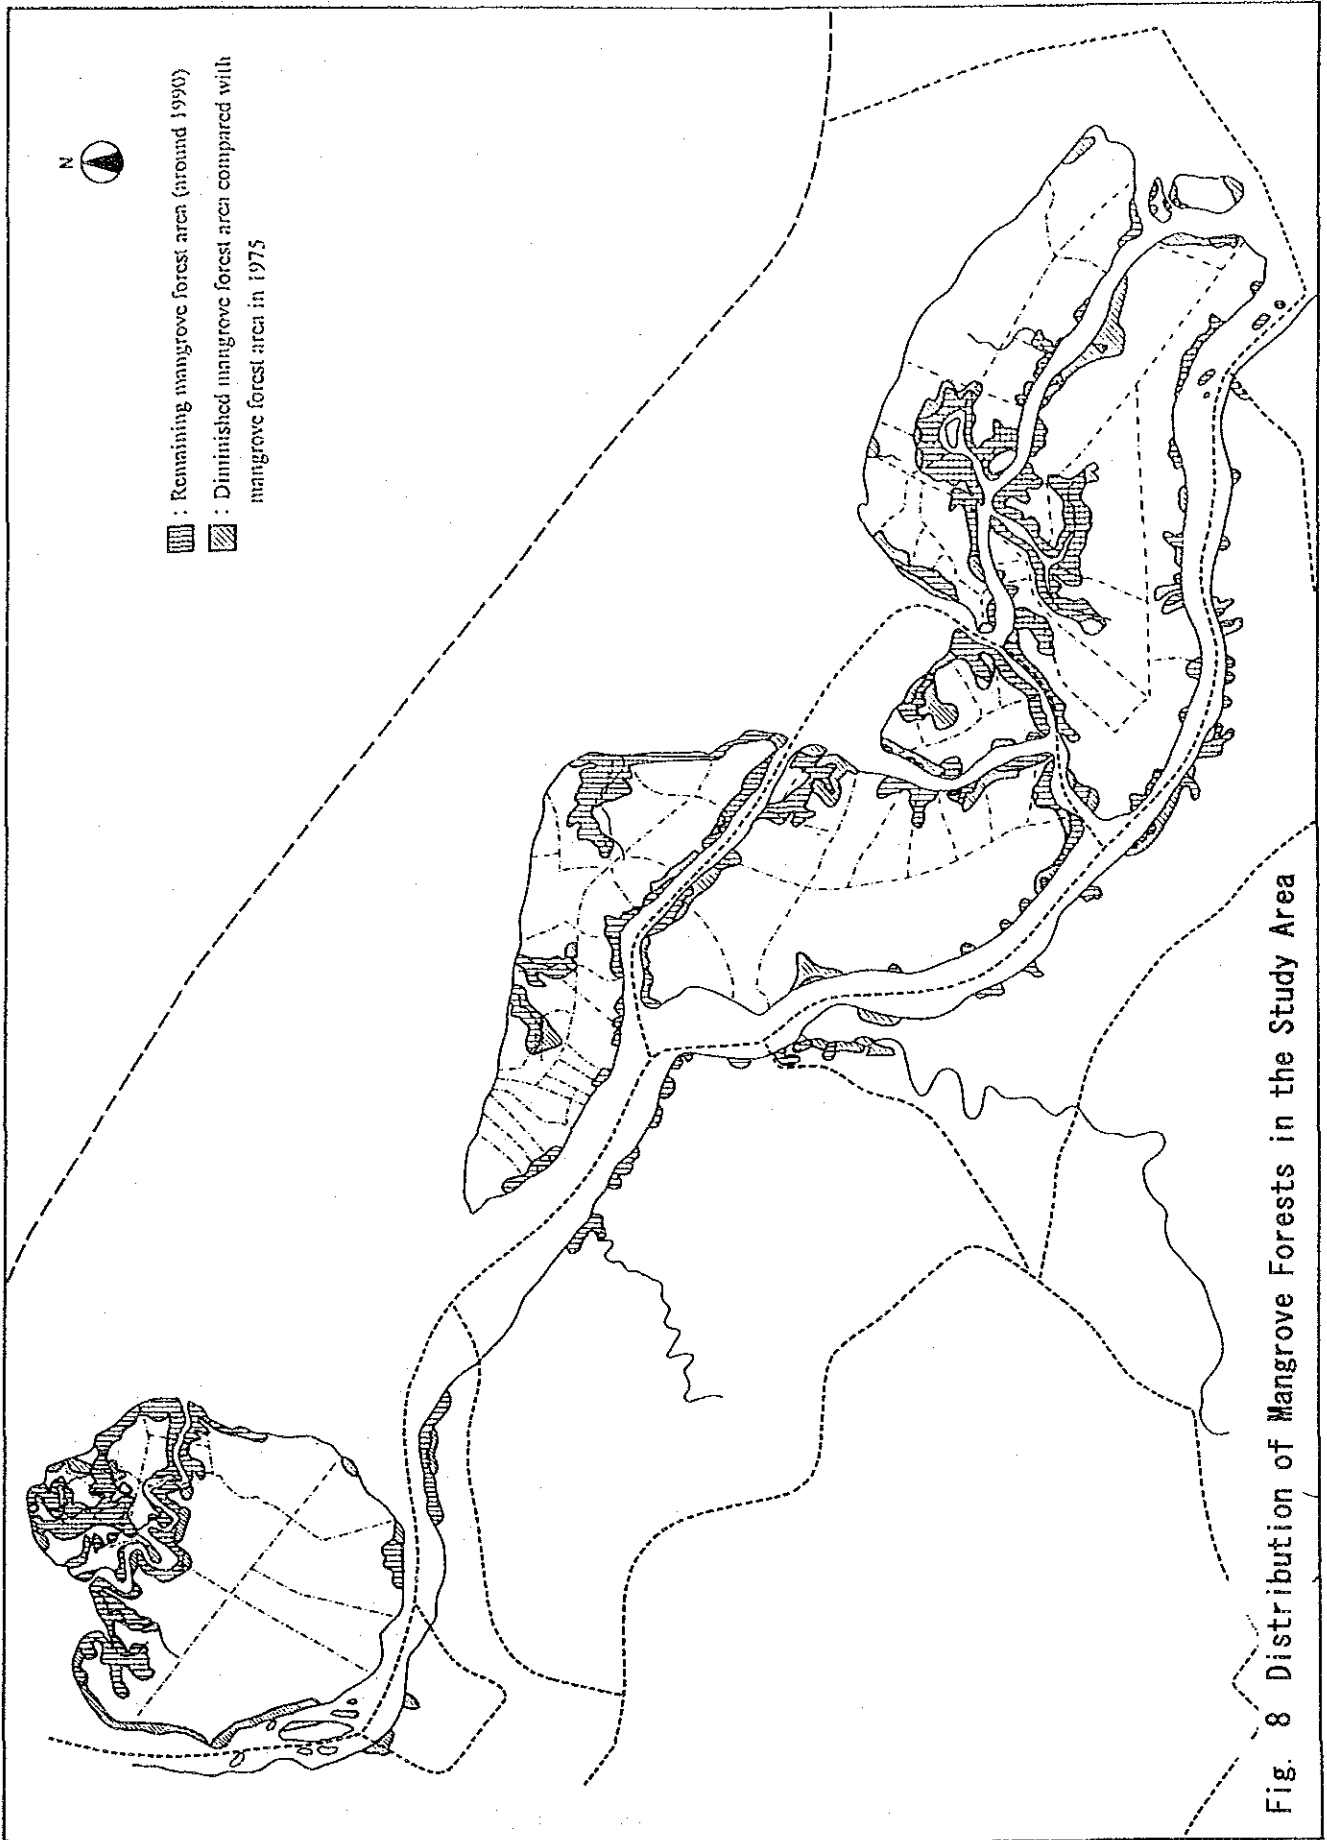 N
: Remaining mangrove forest area (around 1990)
: Diminished mangrove forest area compared with
mangrove forest area in 1975
Fig. 8 Distribution of Mangrove Forests in the Study Area